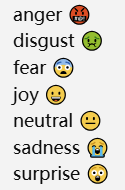 anger 🤬
disgust 🤢
fear 😨
joy 😀
neutral 😐
sadness 😭
surprise 😮